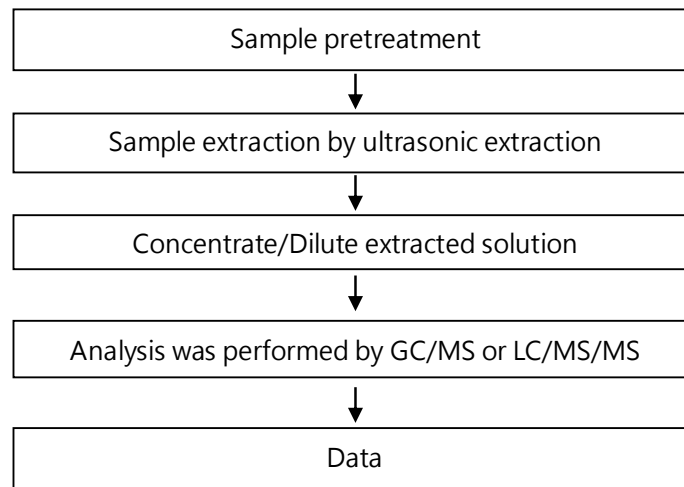 Sample pretreatment
Sample extraction by ultrasonic extraction
Concentrate/Dilute extracted solution
Analysis was performed by GC/MS or LC/MS/MS
Data